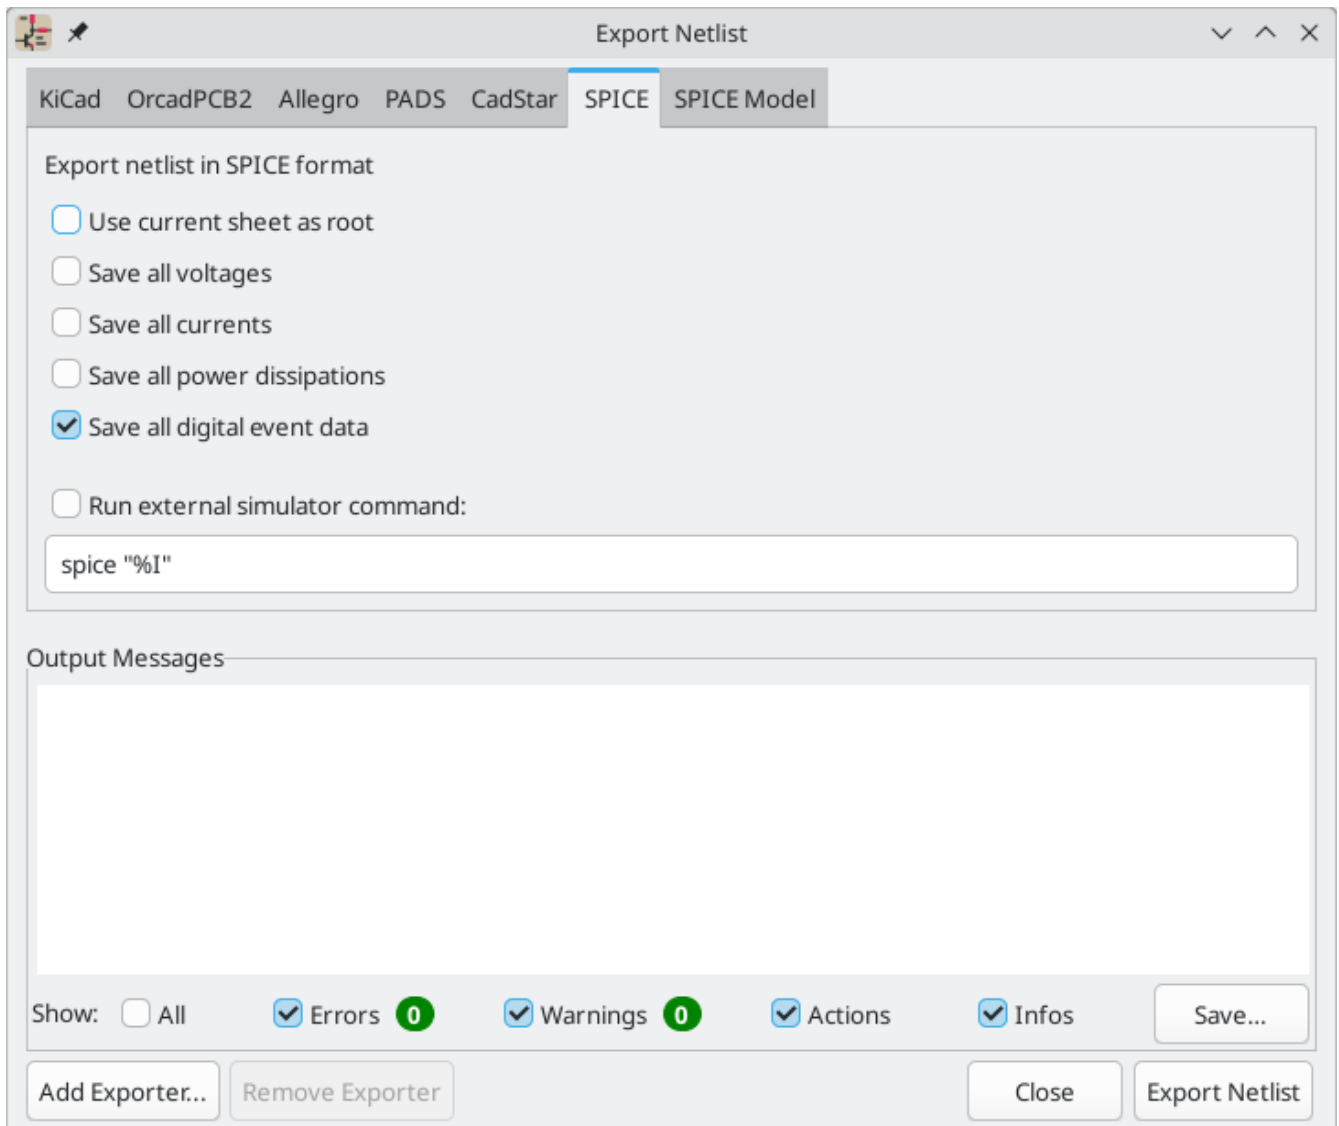 Export Netlist
KiCad OrcadPCB2 Allegro PADS CadStar SPICE SPICE Model
Export netlist in SPICE format
Use current sheet as root
Save all voltages
Save all currents
Save all power dissipations
Save all digital event data
Run external simulator command:
spice "%I"
Output Messages
Show: All Errors 0 Warnings 0 Actions Infos Save...
Add Exporter... Remove Exporter Close Export Netlist